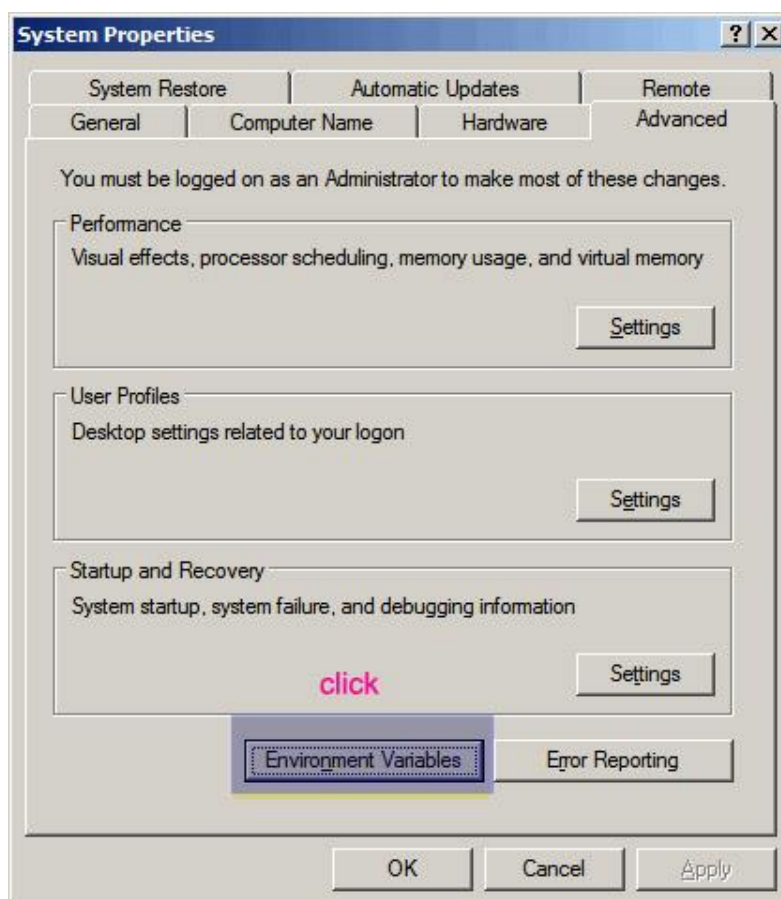 System Properties
System Restore Automatic Updates Remote
General Computer Name Hardware Advanced
You must be logged on as an Administrator to make most of these changes.
Performance
Visual effects, processor scheduling, memory usage, and virtual memory
Settings
User Profiles
Desktop settings related to your logon
Settings
Startup and Recovery
System startup, system failure, and debugging information
click
Settings
Environment Variables Error Reporting
OK Cancel Apply